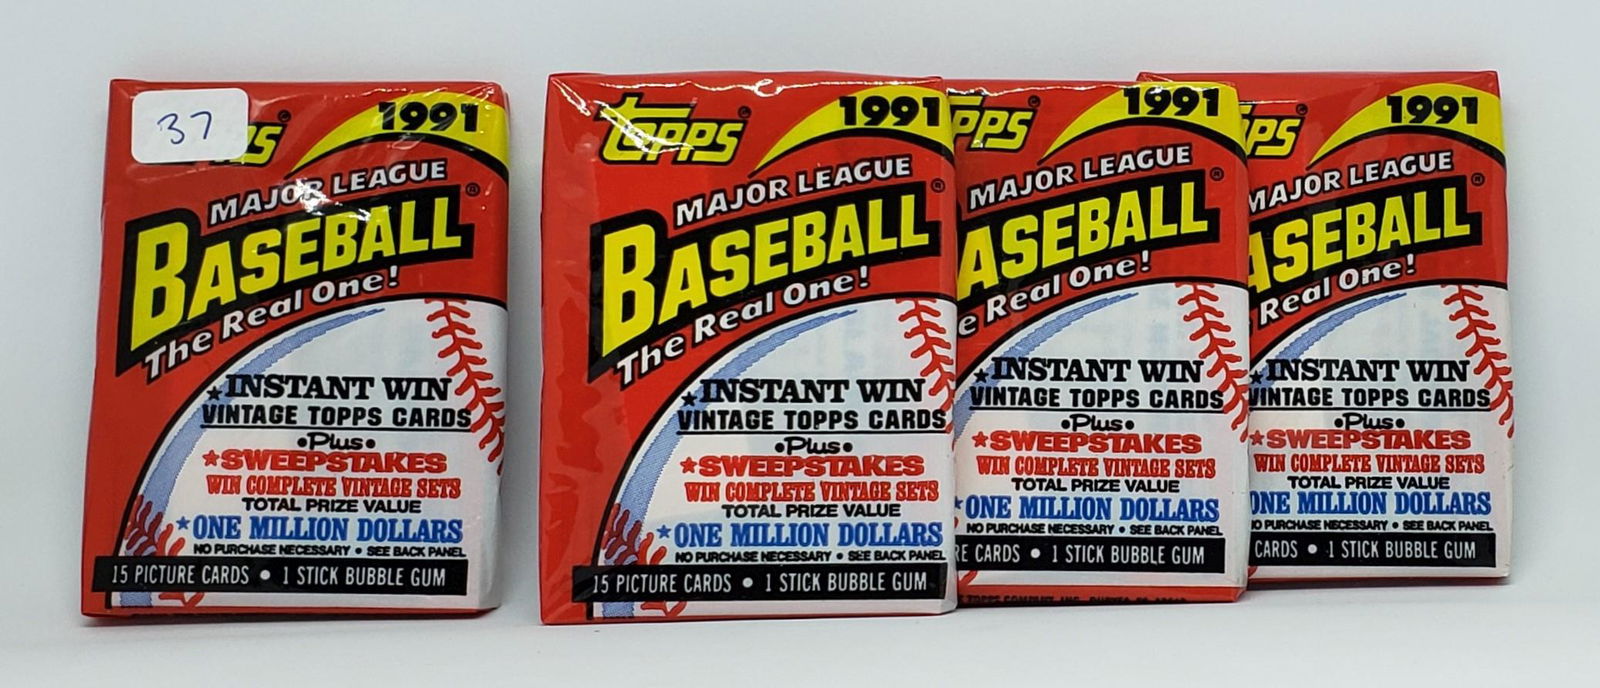 37
PPS
1991
MAJOR LEAGUE
BASEBALL®
The Real One!
★INSTANT WIN
VINTAGE TOPPS CARDS
•Plus•
★SWEEPSTAKES
WIN COMPLETE VINTAGE SETS
TOTAL PRIZE VALUE
★ONE MILLION DOLLARS
NO PURCHASE NECESSARY • SEE BACK PANEL
15 PICTURE CARDS • 1 STICK BUBBLE GUM
TOPPS®
1991
MAJOR LEAGUE
BASEBALL®
The Real One!
★INSTANT WIN
VINTAGE TOPPS CARDS
•Plus•
★SWEEPSTAKES
WIN COMPLETE VINTAGE SETS
TOTAL PRIZE VALUE
★ONE MILLION DOLLARS
NO PURCHASE NECESSARY • SEE BACK PANEL
15 PICTURE CARDS • 1 STICK BUBBLE GUM
PPS®
1991
MAJOR LEAGUE
ASEBALL®
e Real One!
★INSTANT WIN
VINTAGE TOPPS CARDS
•Plus•
★SWEEPSTAKES
WIN COMPLETE VINTAGE SETS
TOTAL PRIZE VALUE
★ONE MILLION DOLLARS
NO PURCHASE NECESSARY • SEE BACK PANEL
RE CARDS • 1 STICK BUBBLE GUM
PPS®
1991
MAJOR LEAGUE
ASEBALL®
Real One!
★INSTANT WIN
VINTAGE TOPPS CARDS
•Plus•
★SWEEPSTAKES
WIN COMPLETE VINTAGE SETS
TOTAL PRIZE VALUE
ONE MILLION DOLLARS
NO PURCHASE NECESSARY • SEE BACK PANEL
CARDS • 1 STICK BUBBLE GUM